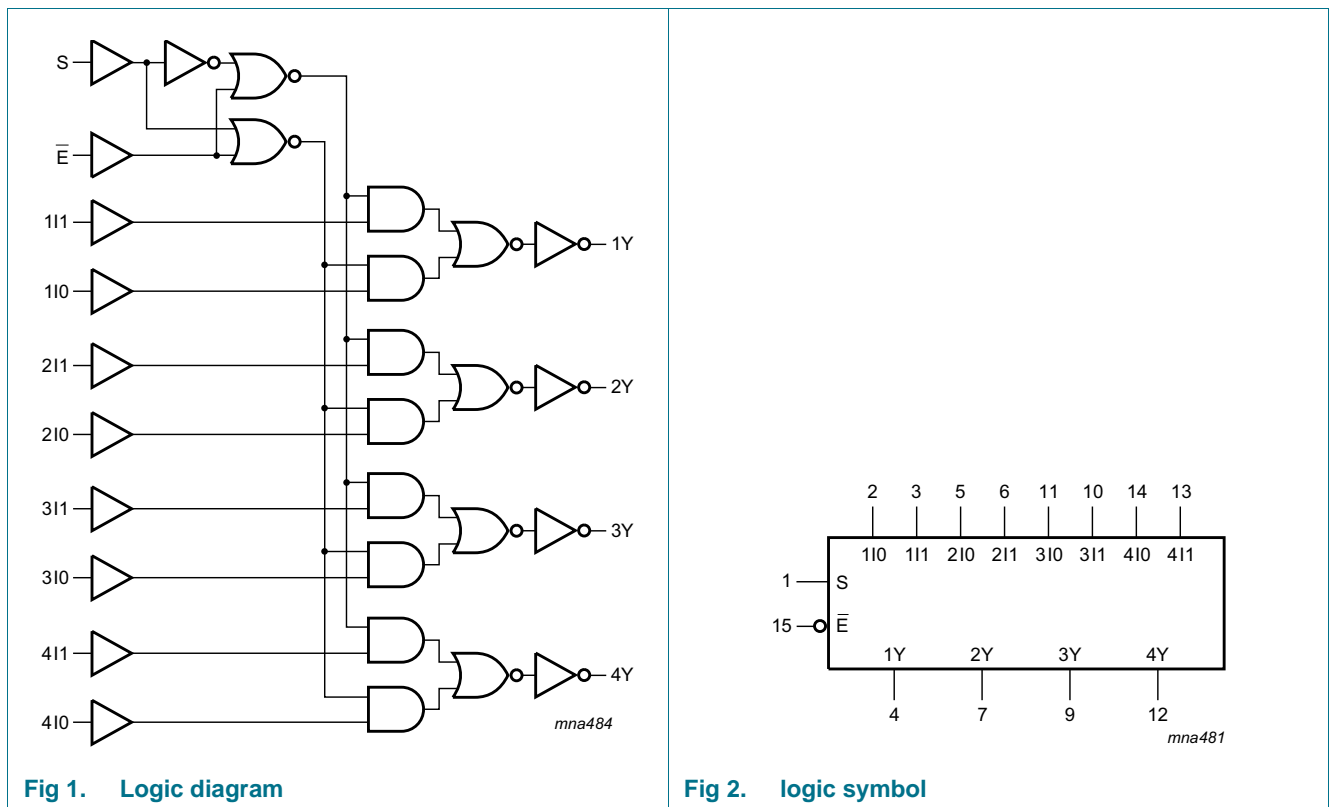 S
E
1I1
1I0
1Y
2I1
2I0
2Y
3I1
3I0
3Y
4I1
4I0
4Y
mna484
Fig 1. Logic diagram
2 3 5 6 11 10 14 13
1I0 1I1 2I0 2I1 3I0 3I1 4I0 4I1
1 S
15 E
1Y 2Y 3Y 4Y
4 7 9 12
mna481
Fig 2. logic symbol